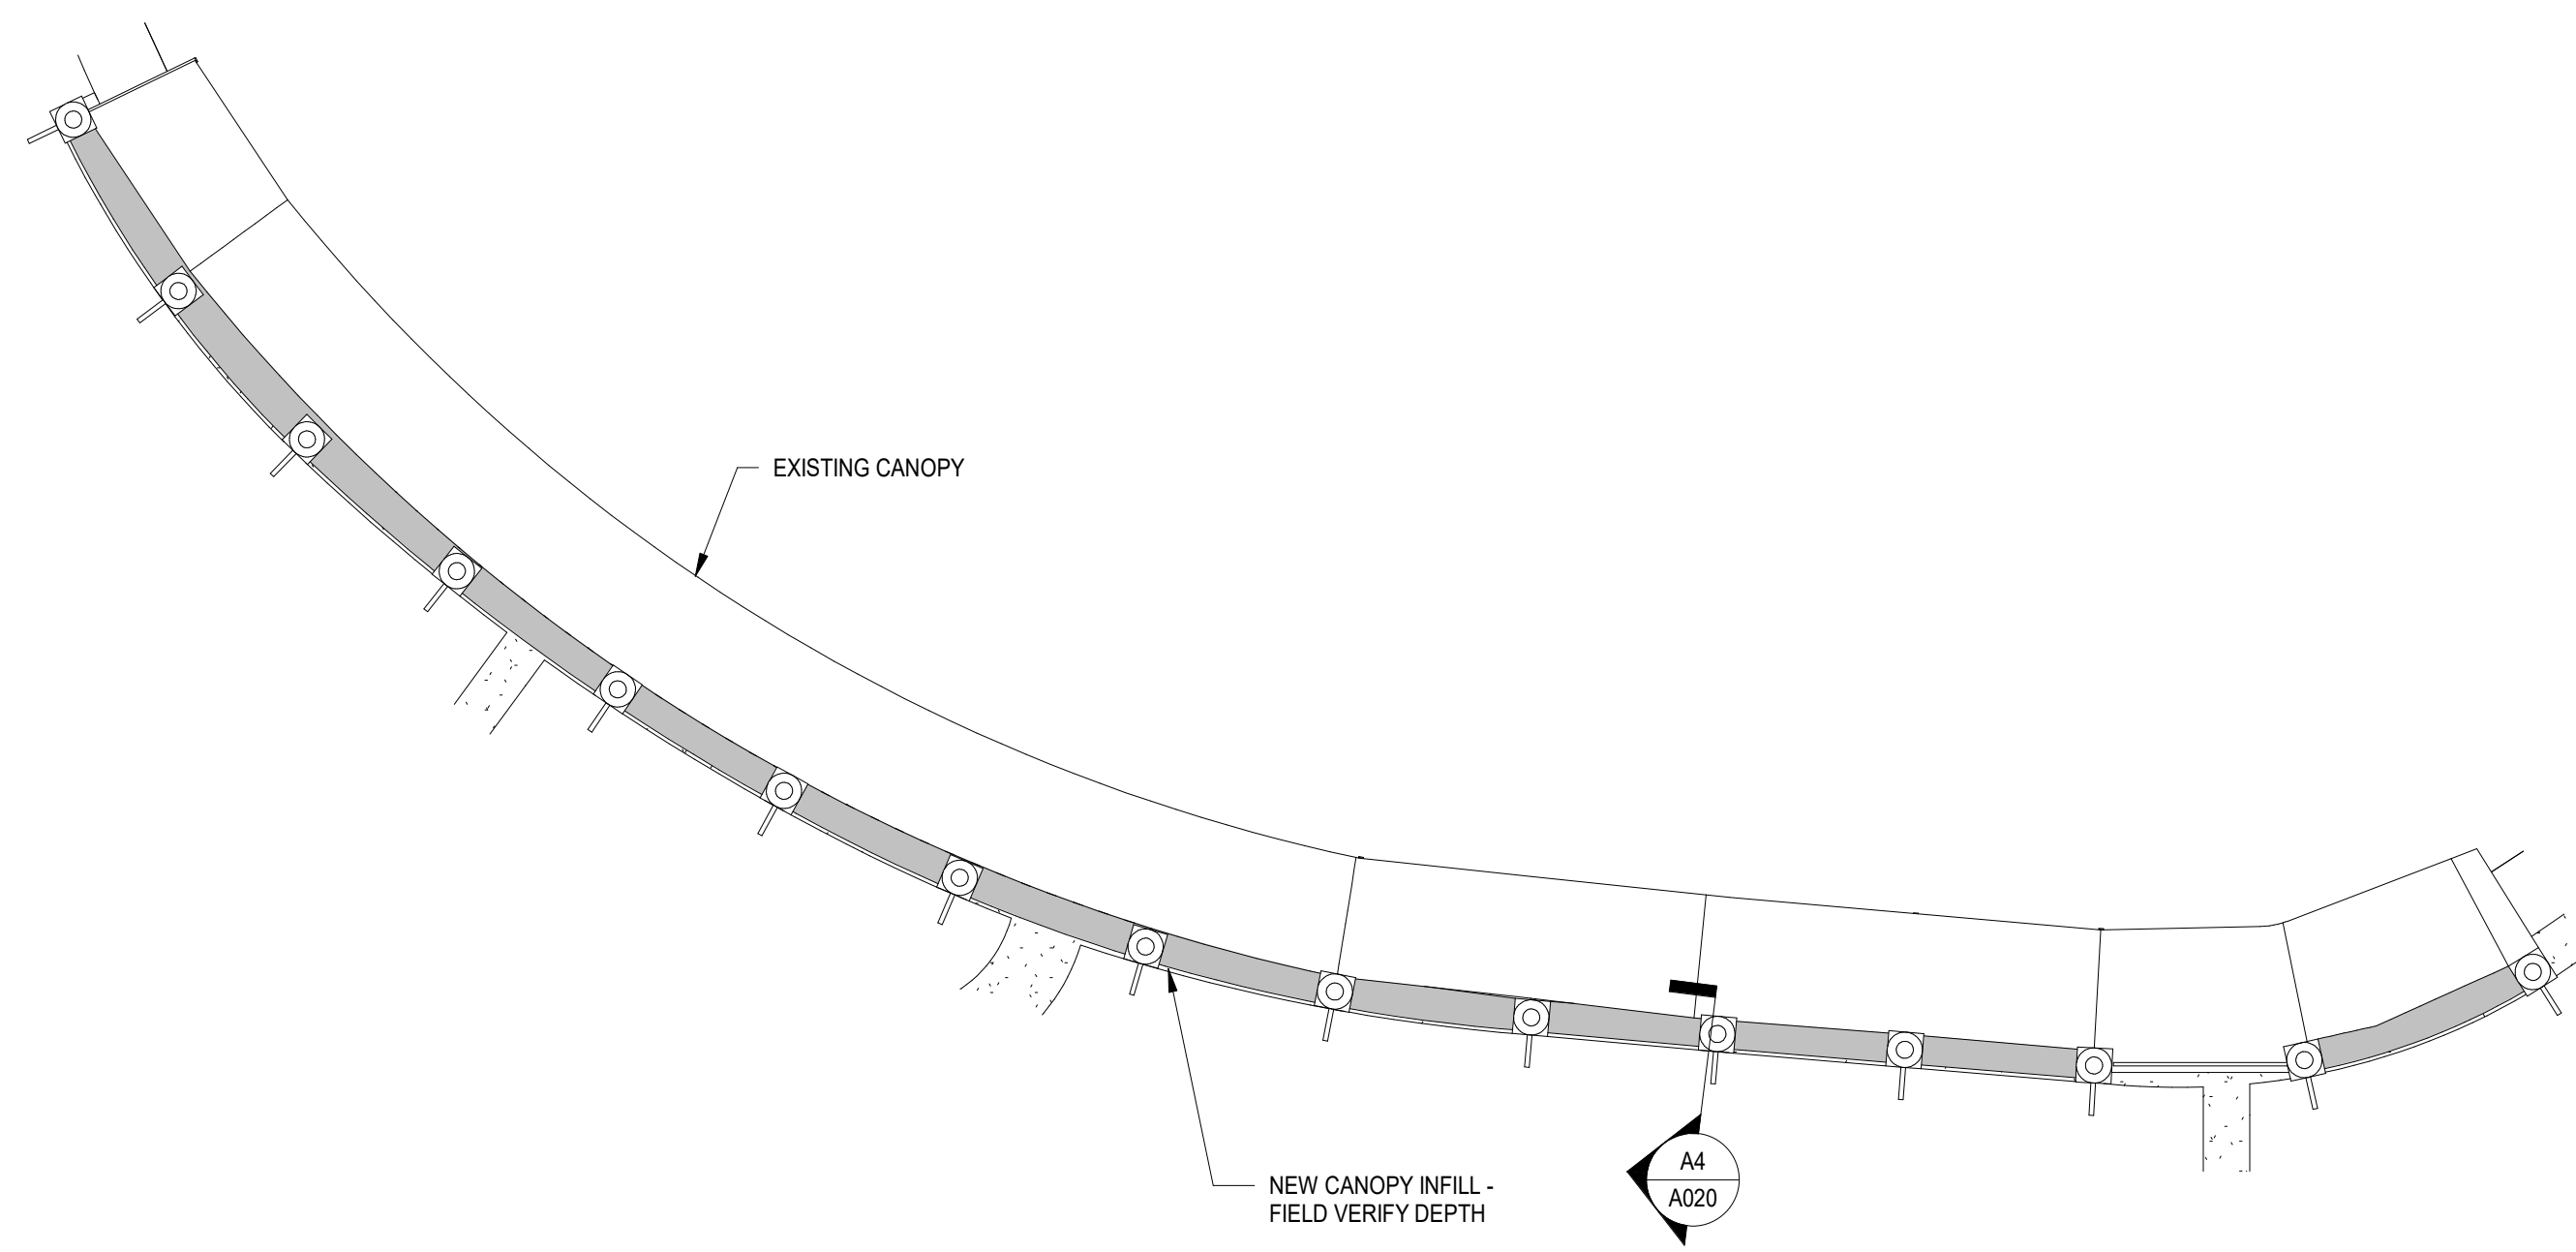 EXISTING CANOPY
NEW CANOPY INFILL -
FIELD VERIFY DEPTH
A4
A020